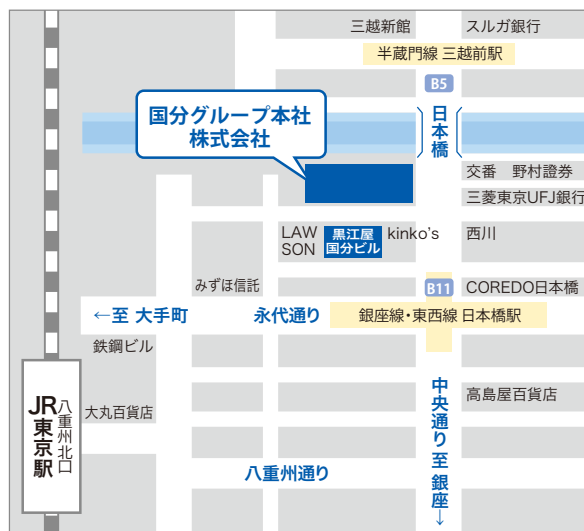 三越新館
スルガ銀行
半蔵門線 三越前駅
B5
国分グループ本社
株式会社
日本橋
交番 野村證券
三菱東京UFJ銀行
LAW
SON
黒江屋
国分ビル
kinko's
西川
みずほ信託
B11
COREDO日本橋
←至 大手町
永代通り
銀座線・東西線 日本橋駅
鉄鋼ビル
大丸百貨店
高島屋百貨店
JR東京駅
八重州北口
中央通り 至 銀座→
八重州通り